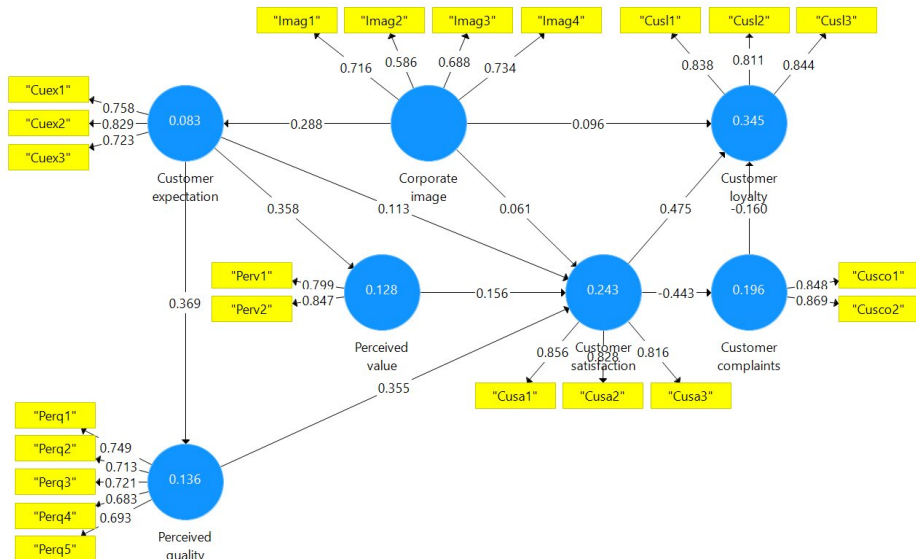 "Imag1" "Imag2" "Imag3" "Imag4" "Cusl1" "Cusl2" "Cusl3"
0.716 0.586 0.688 0.734 0.838 0.811 0.844
"Cuex1"
"Cuex2"
"Cuex3"
0.758
0.829
0.723
0.083
0.288
0.096
0.345
Customer
expectation
Corporate
image
Customer
loyalty
0.358
0.113
0.061
0.475
-0.160
"Perv1"
"Perv2"
0.799
0.847
0.128
0.156
0.243
-0.443
0.196
0.848
0.869
"Cusco1"
"Cusco2"
0.369
Perceived
value
Customer
satisfaction
Customer
complaints
0.856 0.828 0.816
"Cusa1" "Cusa2" "Cusa3"
0.355
"Perq1"
"Perq2"
"Perq3"
"Perq4"
"Perq5"
0.749
0.713
0.721
0.683
0.693
0.136
Perceived
quality